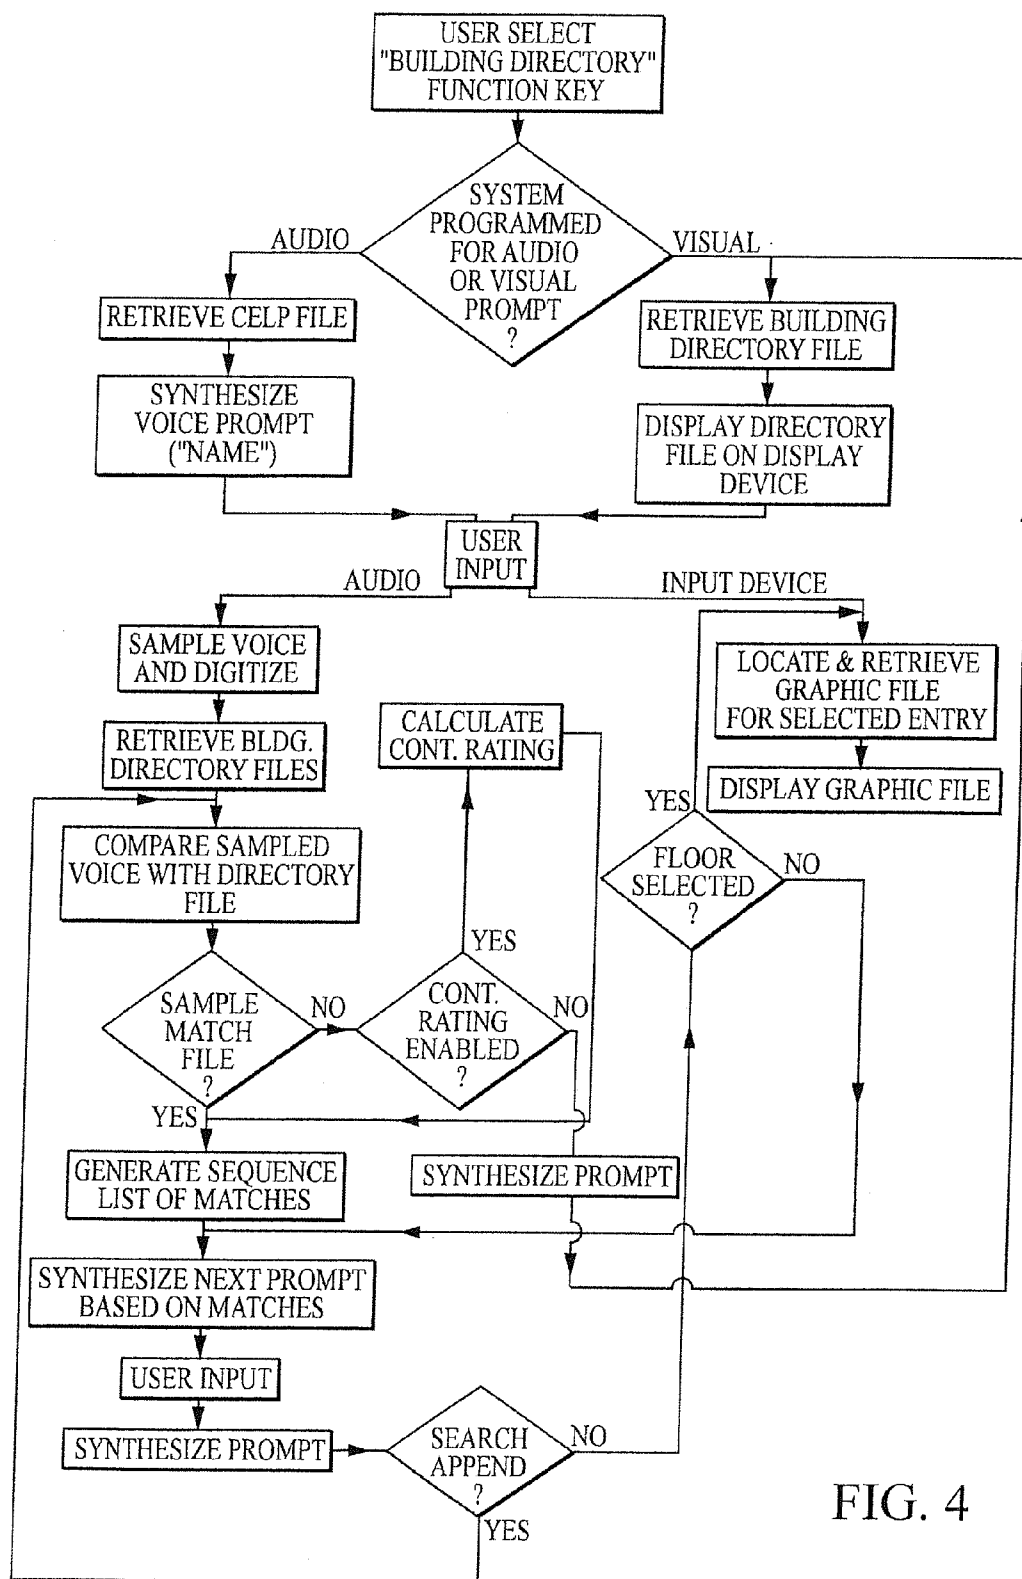 USER SELECT
"BUILDING DIRECTORY"
FUNCTION KEY
SYSTEM
PROGRAMMED
FOR AUDIO
OR VISUAL
PROMPT
?
AUDIO
VISUAL
RETRIEVE CELP FILE
RETRIEVE BUILDING
DIRECTORY FILE
SYNTHESIZE
VOICE PROMPT
("NAME")
DISPLAY DIRECTORY
FILE ON DISPLAY
DEVICE
USER
INPUT
AUDIO
INPUT DEVICE
SAMPLE VOICE
AND DIGITIZE
LOCATE & RETRIEVE
GRAPHIC FILE
FOR SELECTED ENTRY
RETRIEVE BLDG.
DIRECTORY FILES
CALCULATE
CONT. RATING
DISPLAY GRAPHIC FILE
YES
COMPARE SAMPLED
VOICE WITH DIRECTORY
FILE
FLOOR
SELECTED
?
NO
YES
SAMPLE
MATCH
FILE
?
NO
CONT.
RATING
ENABLED
?
NO
YES
GENERATE SEQUENCE
LIST OF MATCHES
SYNTHESIZE PROMPT
SYNTHESIZE NEXT PROMPT
BASED ON MATCHES
USER INPUT
SYNTHESIZE PROMPT
SEARCH
APPEND
?
NO
YES
FIG. 4